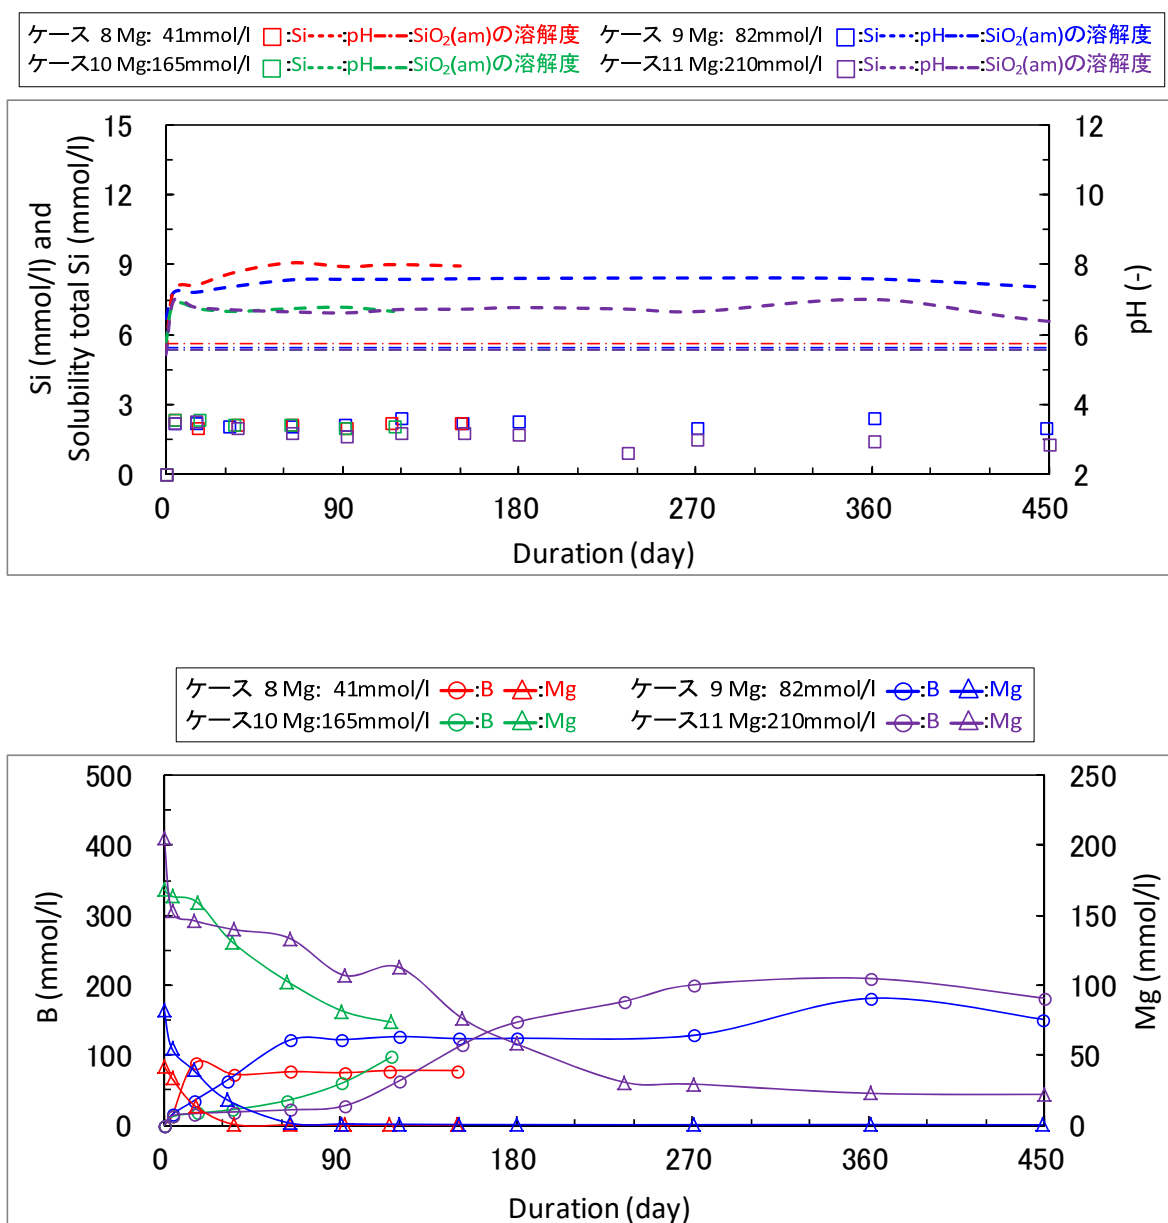 ケース 8 Mg: 41mmol/l :Si :pH :SiO₂(am)の溶解度 ケース 9 Mg: 82mmol/l :Si :pH :SiO₂(am)の溶解度
ケース10 Mg:165mmol/l :Si :pH :SiO₂(am)の溶解度 ケース11 Mg:210mmol/l :Si :pH :SiO₂(am)の溶解度
Si (mmol/l) and
Solubility total Si (mmol/l)
15
12
9
6
3
0
12
10
8
6
4
2
pH (-)
0 90 180 270 360 450
Duration (day)
ケース 8 Mg: 41mmol/l :B :Mg ケース 9 Mg: 82mmol/l :B :Mg
ケース10 Mg:165mmol/l :B :Mg ケース11 Mg:210mmol/l :B :Mg
B (mmol/l)
500
400
300
200
100
0
250
200
150
100
50
0
Mg (mmol/l)
0 90 180 270 360 450
Duration (day)